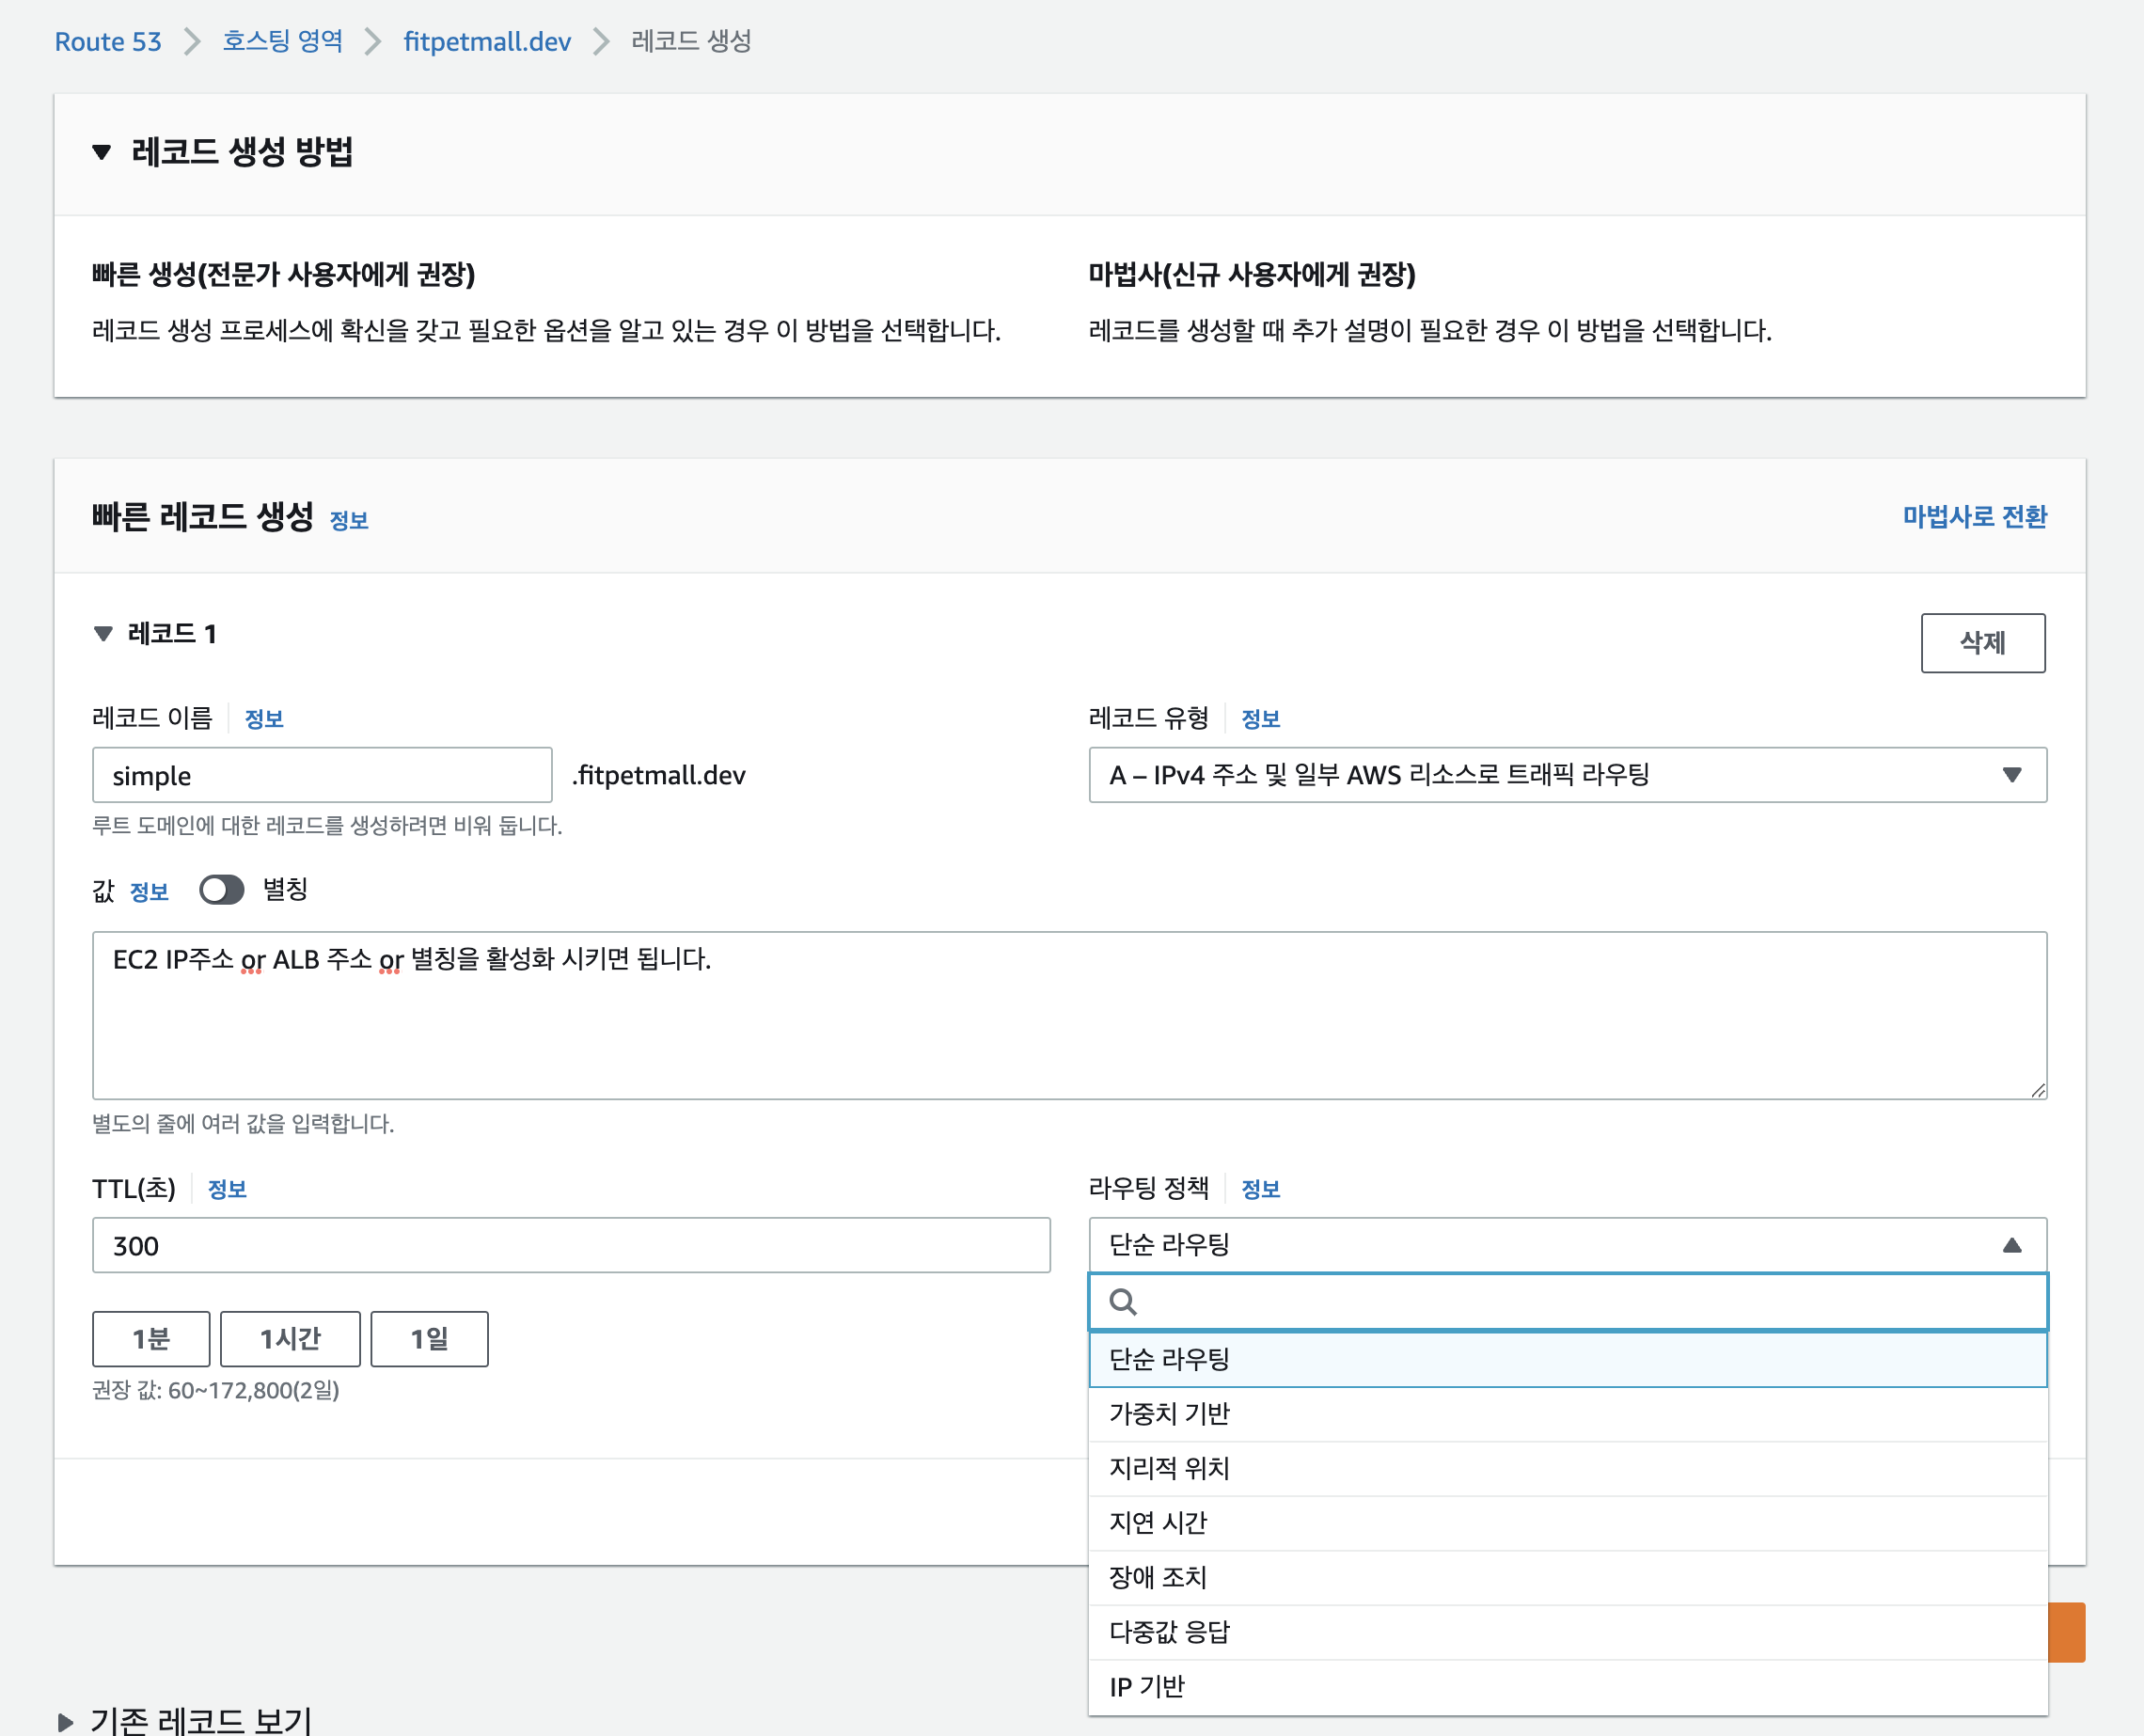 Route 53 > 호스팅 영역 > fitpetmall.dev > 레코드 생성
레코드 생성 방법
빠른 생성(전문가 사용자에게 권장)
레코드 생성 프로세스에 확신을 갖고 필요한 옵션을 알고 있는 경우 이 방법을 선택합니다.
마법사(신규 사용자에게 권장)
레코드를 생성할 때 추가 설명이 필요한 경우 이 방법을 선택합니다.
빠른 레코드 생성 정보
마법사로 전환
레코드 1
삭제
레코드 이름 정보
simple .fitpetmall.dev
루트 도메인에 대한 레코드를 생성하려면 비워 둡니다.
레코드 유형 정보
A – IPv4 주소 및 일부 AWS 리소스로 트래픽 라우팅
값 정보 별칭
EC2 IP주소 or ALB 주소 or 별칭을 활성화 시키면 됩니다.
별도의 줄에 여러 값을 입력합니다.
TTL(초) 정보
300
1분 1시간 1일
권장 값: 60~172,800(2일)
라우팅 정책 정보
단순 라우팅
단순 라우팅
가중치 기반
지리적 위치
지연 시간
장애 조치
다중값 응답
IP 기반
기존 레코드 보기